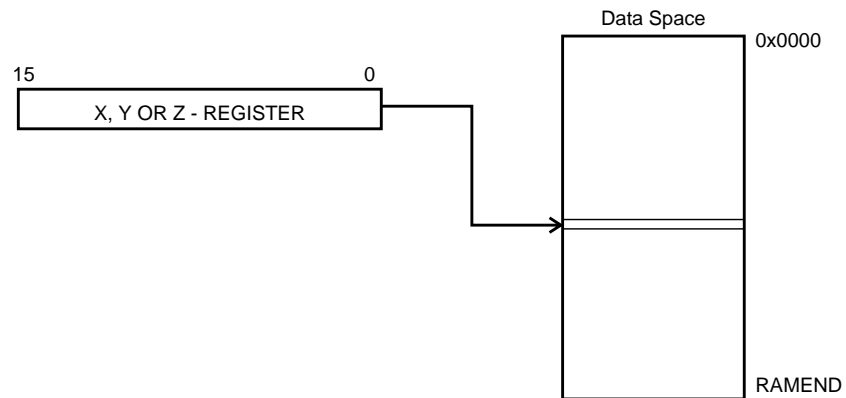 Data Space
0x0000
15 0
X, Y OR Z - REGISTER
RAMEND